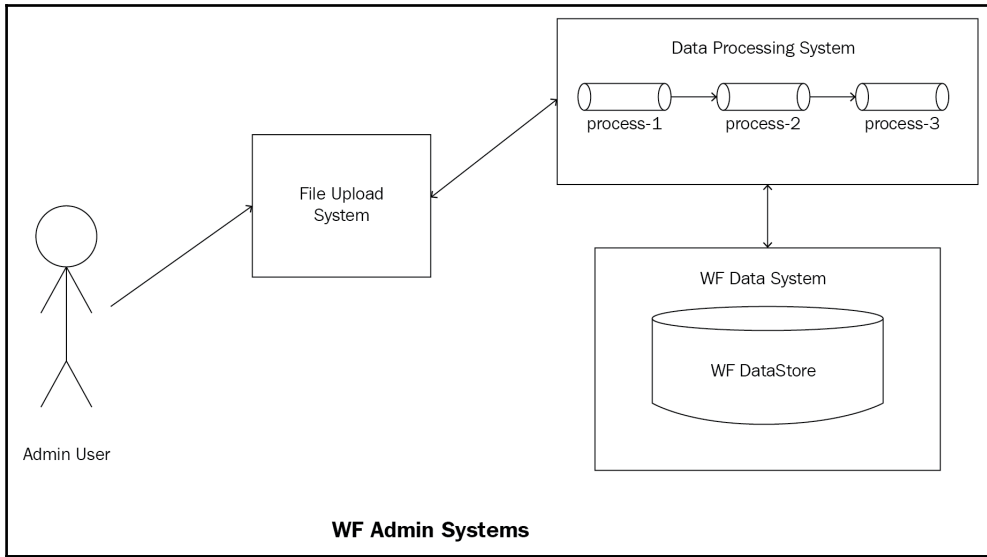 Data Processing System
process-1
process-2
process-3
File Upload
System
WF Data System
WF DataStore
Admin User
WF Admin Systems